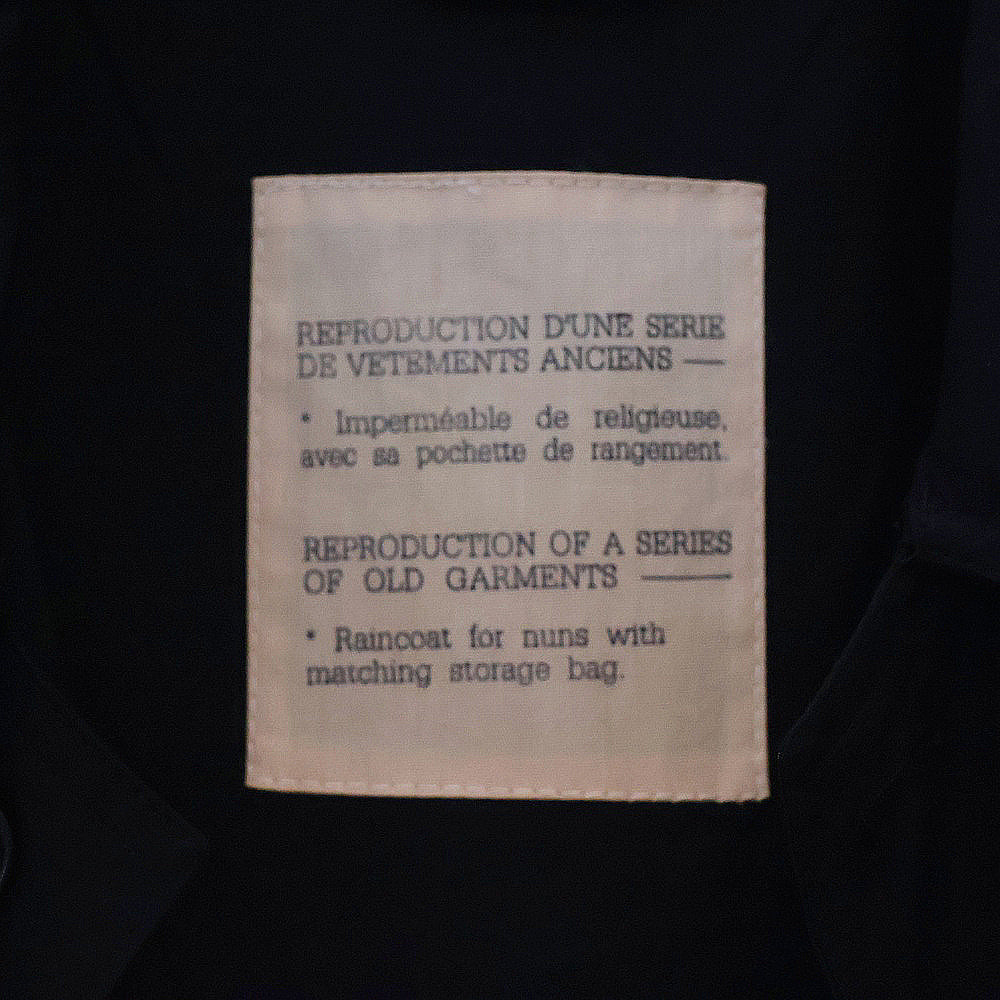 REPRODUCTION D'UNE SERIE
DE VETEMENTS ANCIENS —
* Imperméable de religieuse,
avec sa pochette de rangement.
REPRODUCTION OF A SERIES
OF OLD GARMENTS ——
* Raincoat for nuns with
matching storage bag.